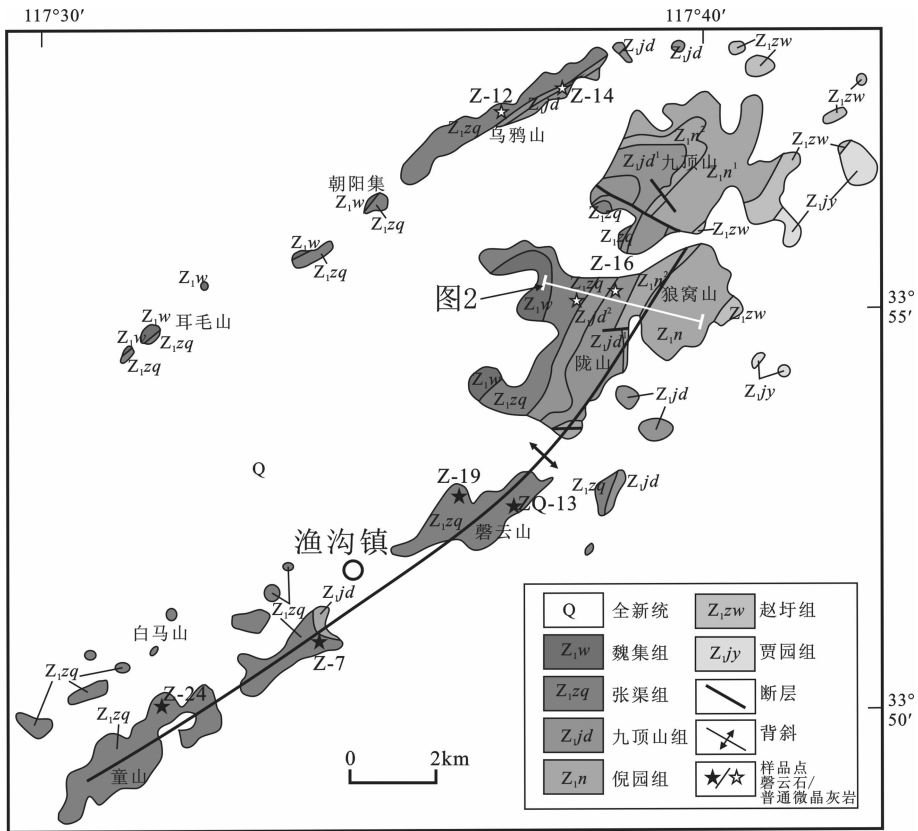 117°30′
117°40′
Z₁jd
Z₁jd
Z₁zw
Z-12
Z₁jd
Z-14
Z₁zq
乌鸦山
Z₁zw
Z₁n²
Z₁jd¹
九顶山
Z₁n¹
Z₁zw
朝阳集
Z₁w
Z₁zq
Z₁zq
Z₁jy
Z₁zq
Z₁zw
Z₁w
Z₁zq
Z-16
Z₁zq
Z₁n²
狼窝山
Z₁w
图2
Z₁w
33°
55′
Z₁w
耳毛山
Z₁jd²
Z₁zw
Z₁w
Z₁zq
Z₁jd¹
Z₁n
Z₁zq
陇山
Z₁w
Z₁jy
Z₁zq
Z₁jd
Q
Z-19
Z₁zq
Z₁jd
ZQ-13
Z₁zq
磬云山
渔沟镇
Z₁jd
Z₁zq
白马山
Z-7
Z₁zq
Z-24
Z₁zq
童山
0
2km
33°
50′
Q
全新统
Z₁w
魏集组
Z₁zq
张渠组
Z₁jd
九顶山组
Z₁n
倪园组
Z₁zw
赵圩组
Z₁jy
贾园组
断层
背斜
★/☆
样品点
磬云石/
普通微晶灰岩